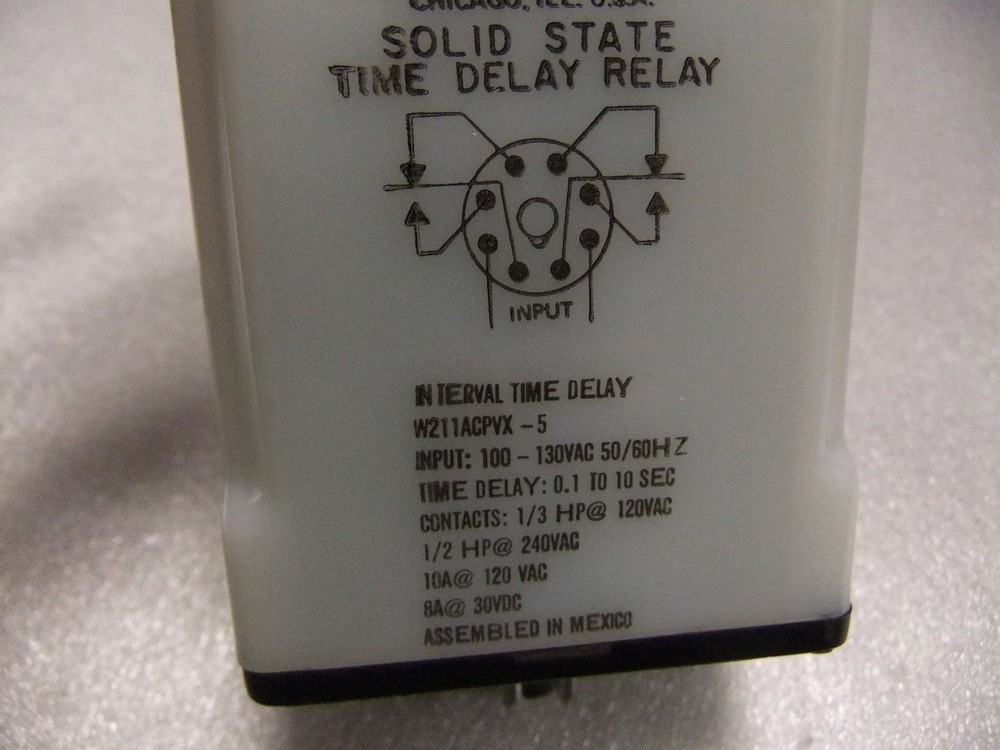 CHICAGO, ILL. U.S.A.
SOLID STATE
TIME DELAY RELAY
INPUT
INTERVAL TIME DELAY
W211ACPVX -5
INPUT: 100 - 130VAC 50/60HZ
TIME DELAY: 0.1 TO 10 SEC
CONTACTS: 1/3 HP@ 120VAC
1/2 HP@ 240VAC
10A@ 120 VAC
8A@ 30VDC
ASSEMBLED IN MEXICO